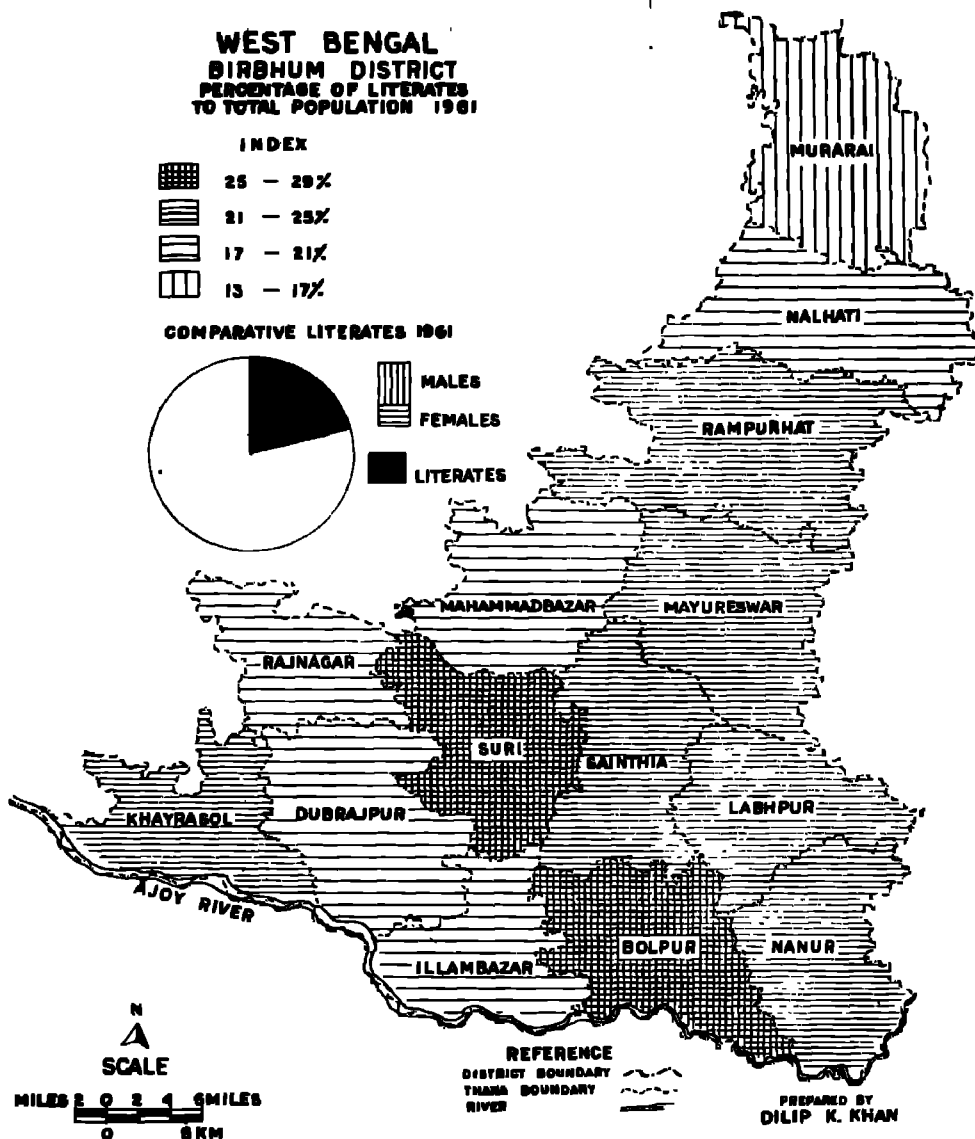 WEST BENGAL
BIRBHUM DISTRICT
PERCENTAGE OF LITERATES
TO TOTAL POPULATION 1961
INDEX
25 - 29%
21 - 25%
17 - 21%
13 - 17%
COMPARATIVE LITERATES 1961
MALES
FEMALES
LITERATES
MURARAI
NALHATI
RAMPURHAT
MAHAMMADBAZAR
MAYURESWAR
RAJNAGAR
SURI
SAINTHIA
KHAYRASOL
DUBRAJPUR
LABHPUR
AJOY RIVER
ILLAMBAZAR
BOLPUR
NANUR
N
SCALE
MILES 2 0 2 4 6 MILES
0 8 KM
REFERENCE
DISTRICT BOUNDARY
THANA BOUNDARY
RIVER
PREPARED BY
DILIP K. KHAN